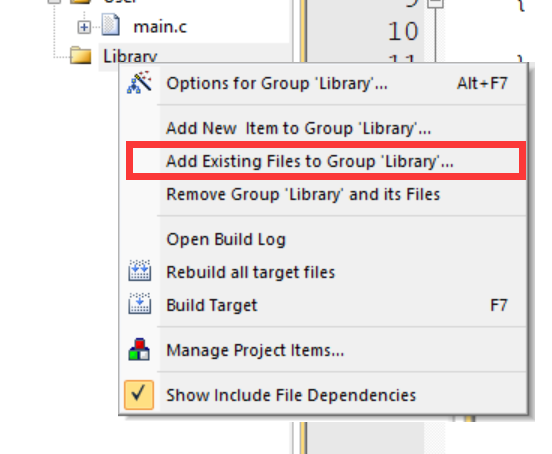 User
main.c
Library
Options for Group 'Library'... Alt+F7
Add New Item to Group 'Library'...
Add Existing Files to Group 'Library'...
Remove Group 'Library' and its Files
Open Build Log
Rebuild all target files
Build Target F7
Manage Project Items...
Show Include File Dependencies
9 {
10
11 }